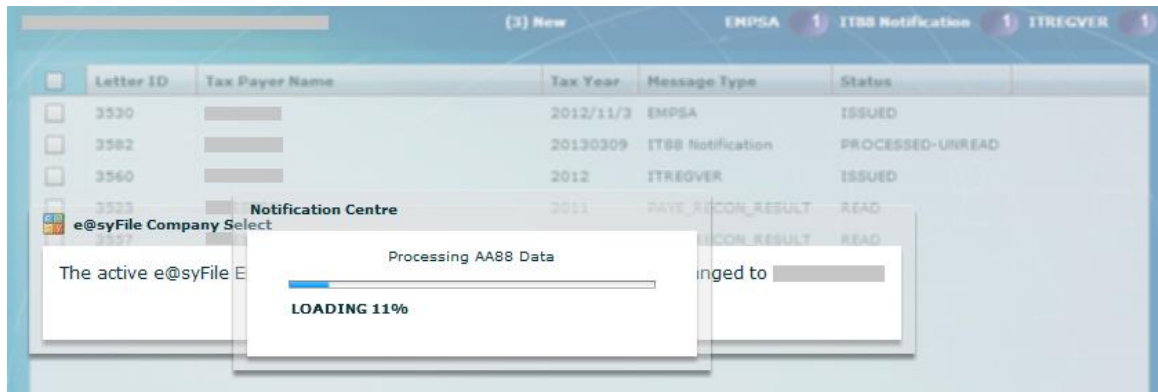 (3) New EMPSA 1 IT88 Notification 1 ITREGVER 1
Letter ID Tax Payer Name Tax Year Message Type Status
3530 2012/11/3 EMPSA ISSUED
3582 20130309 IT88 Notification PROCESSED-UNREAD
3560 2012 ITREGVER ISSUED
3523 2011 PAYE_RECON_RESULT READ
Notification Centre
e@syFile Company Select
3557 RECON_RESULT READ
Processing AA88 Data
The active e@syFile E nged to
LOADING 11%